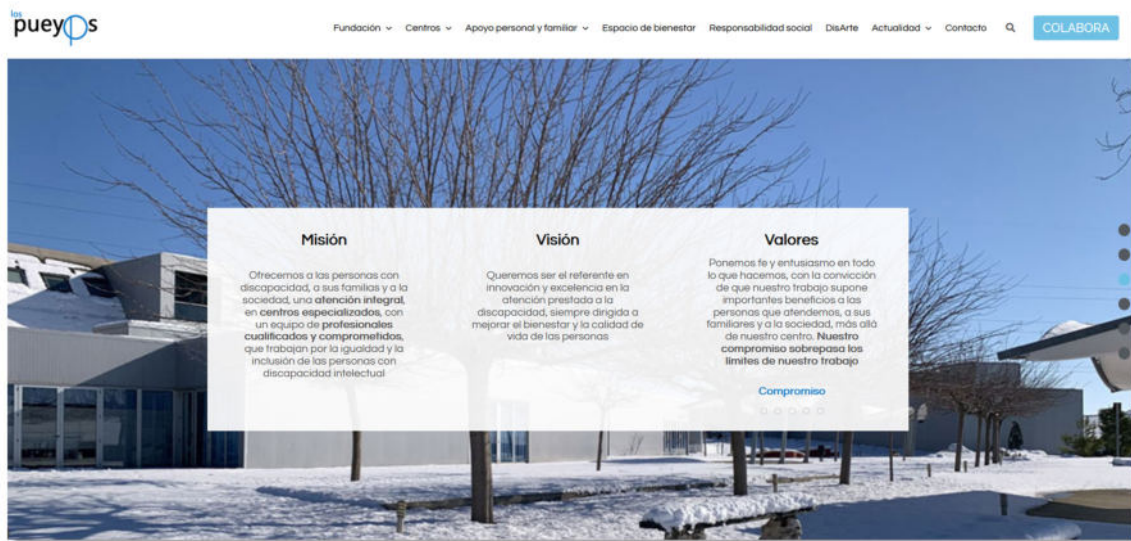 los
pueyos
Fundación Centros Apoyo personal y familiar Espacio de bienestar Responsabilidad social DisArte Actualidad Contacto COLABORA
Misión
Ofrecemos a las personas con
discapacidad, a sus familias y a la
sociedad, una atención integral,
en centros especializados, con
un equipo de profesionales
cualificados y comprometidos,
que trabajan por la igualdad y la
inclusión de las personas con
discapacidad intelectual
Visión
Queremos ser el referente en
innovación y excelencia en la
atención prestada a la
discapacidad, siempre dirigida a
mejorar el bienestar y la calidad de
vida de las personas
Valores
Ponemos fe y entusiasmo en todo
lo que hacemos, con la convicción
de que nuestro trabajo supone
importantes beneficios a las
personas que atendemos, a sus
familiares y a la sociedad, más allá
de nuestro centro. Nuestro
compromiso sobrepasa los
límites de nuestro trabajo
Compromiso